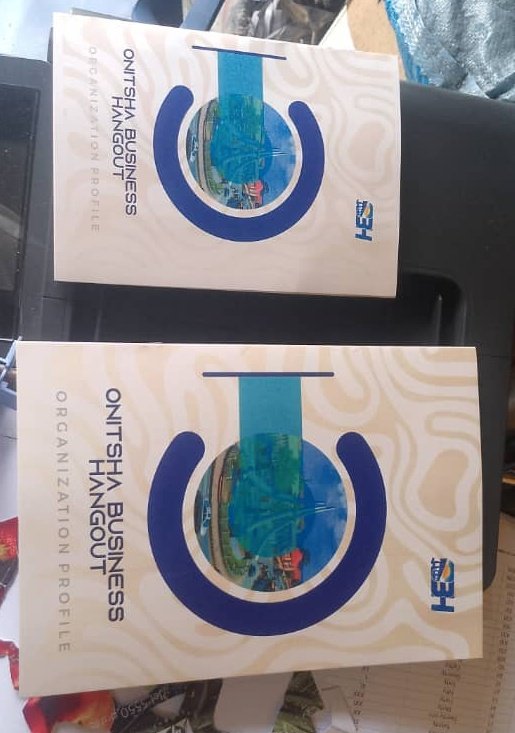 ONITSHA BUSINESS
HANGOUT
ORGANIZATION PROFILE
ONITSHA BUSINESS
HANGOUT
ORGANIZATION PROFILE